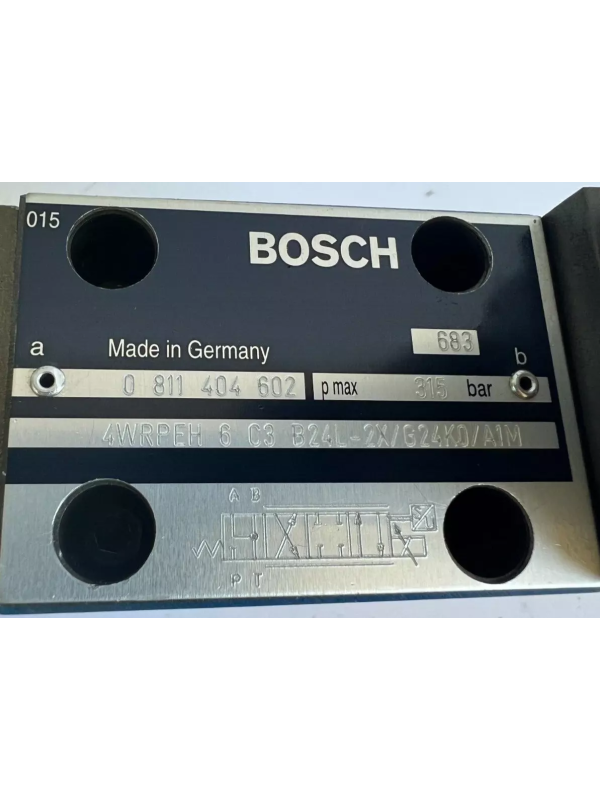 015
BOSCH
683
a Made in Germany b
0 811 404 602 p max 315 bar
4WRPEH 6 C3 B24L-2X/G24K0/A1M
A B
P T